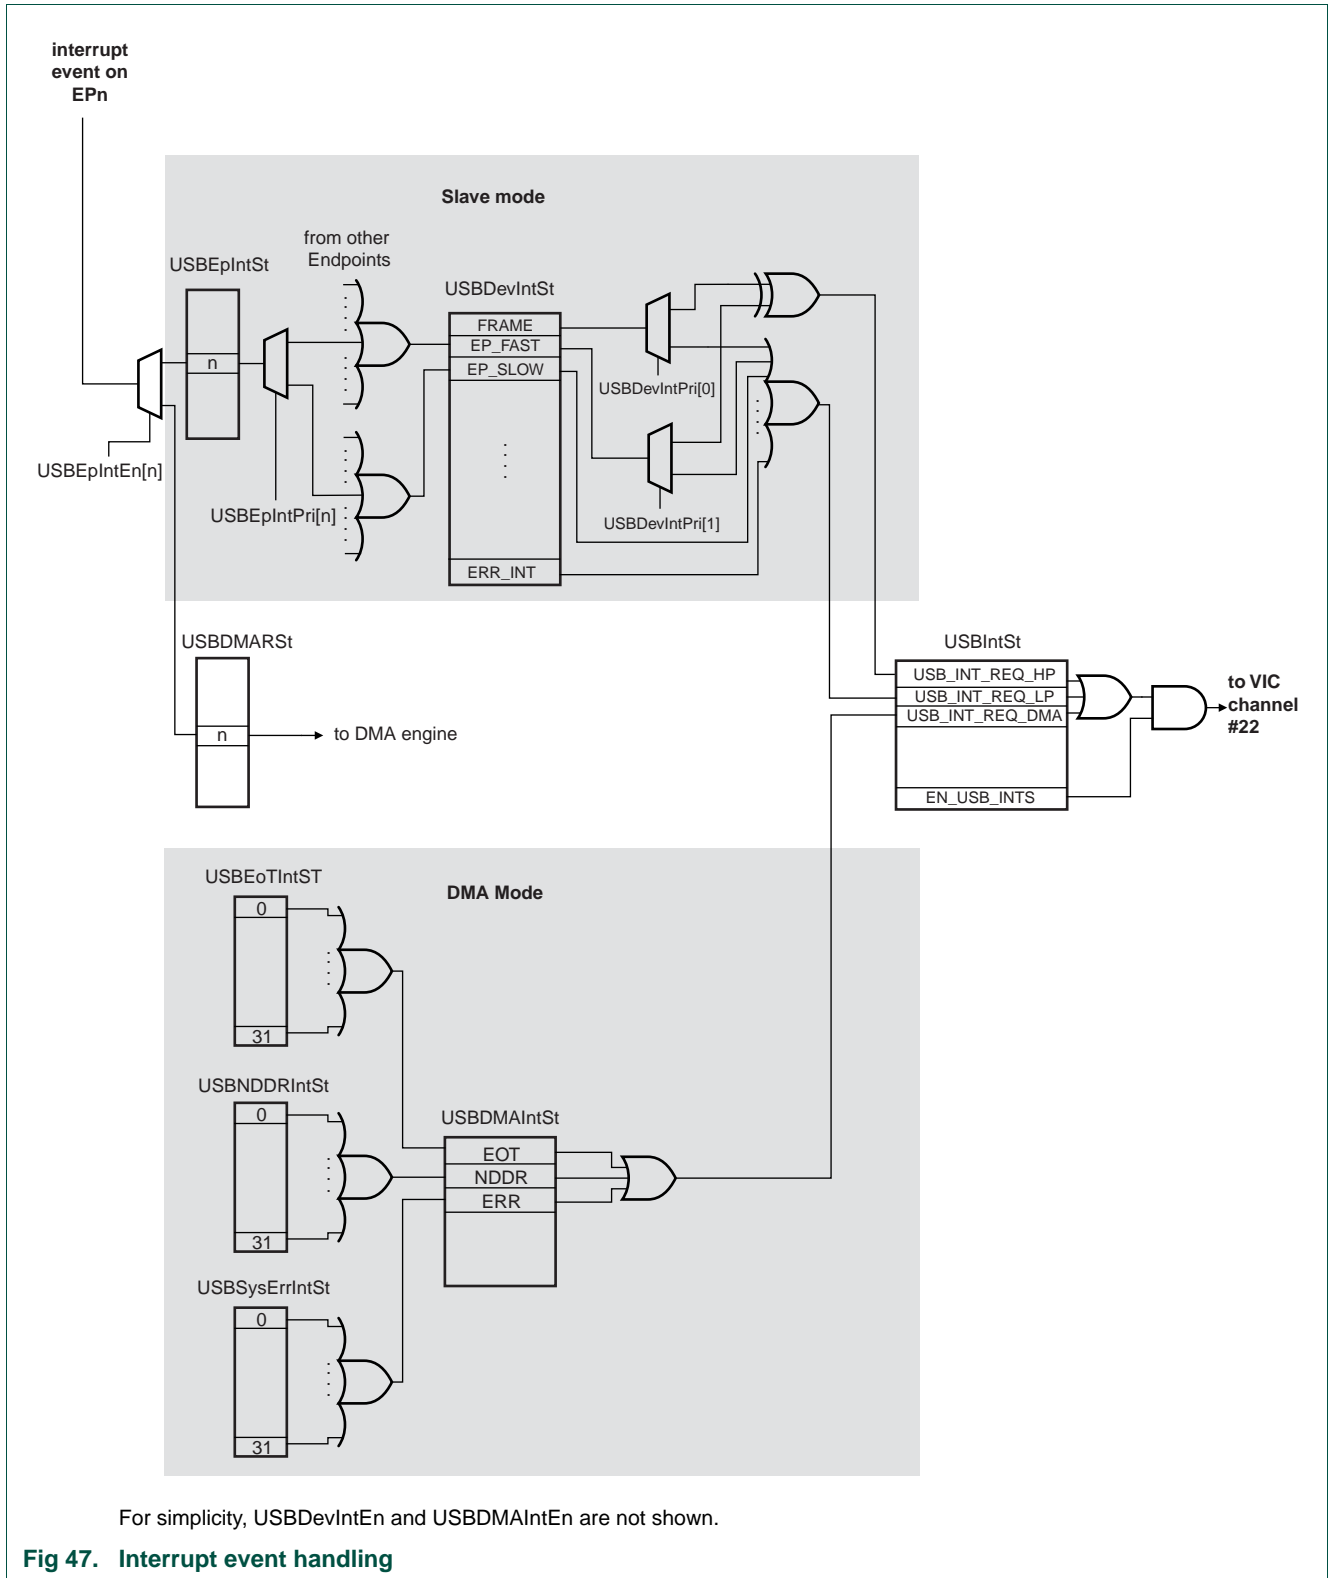 interrupt
event on
EPn
Slave mode
from other
Endpoints
USBEpIntSt
USBDevIntSt
FRAME
EP_FAST
EP_SLOW
n
USBDevIntPri[0]
USBEpIntEn[n]
USBEpIntPri[n]
USBDevIntPri[1]
ERR_INT
USBDMARSt
n
to DMA engine
USBIntSt
USB_INT_REQ_HP
USB_INT_REQ_LP
USB_INT_REQ_DMA
EN_USB_INTS
to VIC
channel
#22
USBEoTIntST
DMA Mode
0
31
USBNDDRIntSt
0
31
USBDMAIntSt
EOT
NDDR
ERR
USBSysErrIntSt
0
31
For simplicity, USBDevIntEn and USBDMAIntEn are not shown.
Fig 47. Interrupt event handling